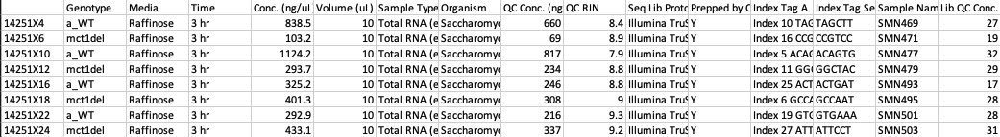 Genotype Media Time Conc. (ng/uL Volume (uL) Sample Type Organism QC Conc. (ng QC RIN Seq Lib Proto Prepped by C Index Tag A Index Tag Se Sample Nam Lib QC Conc.
14251X4 a_WT Raffinose 3 hr 838.5 10 Total RNA (e Saccharomyc 660 8.4 Illumina TruS Y Index 10 TAG TAGCTT SMN469 27
14251X6 mct1del Raffinose 3 hr 103.2 10 Total RNA (e Saccharomyc 69 8.9 Illumina TruS Y Index 16 CCG CCGTCC SMN471 19
14251X10 a_WT Raffinose 3 hr 1124.2 10 Total RNA (e Saccharomyc 817 7.9 Illumina TruS Y Index 5 ACAG ACAGTG SMN477 32
14251X12 mct1del Raffinose 3 hr 293.7 10 Total RNA (e Saccharomyc 234 8.8 Illumina TruS Y Index 11 GGC GGCTAC SMN479 29
14251X16 a_WT Raffinose 3 hr 325.2 10 Total RNA (e Saccharomyc 246 8.8 Illumina TruS Y Index 25 ACT ACTGAT SMN493 17
14251X18 mct1del Raffinose 3 hr 401.3 10 Total RNA (e Saccharomyc 308 9 Illumina TruS Y Index 6 GCCA GCCAAT SMN495 28
14251X22 a_WT Raffinose 3 hr 292.9 10 Total RNA (e Saccharomyc 216 9.3 Illumina TruS Y Index 19 GTG GTGAAA SMN501 28
14251X24 mct1del Raffinose 3 hr 433.1 10 Total RNA (e Saccharomyc 337 9.2 Illumina TruS Y Index 27 ATT ATTCCT SMN503 31